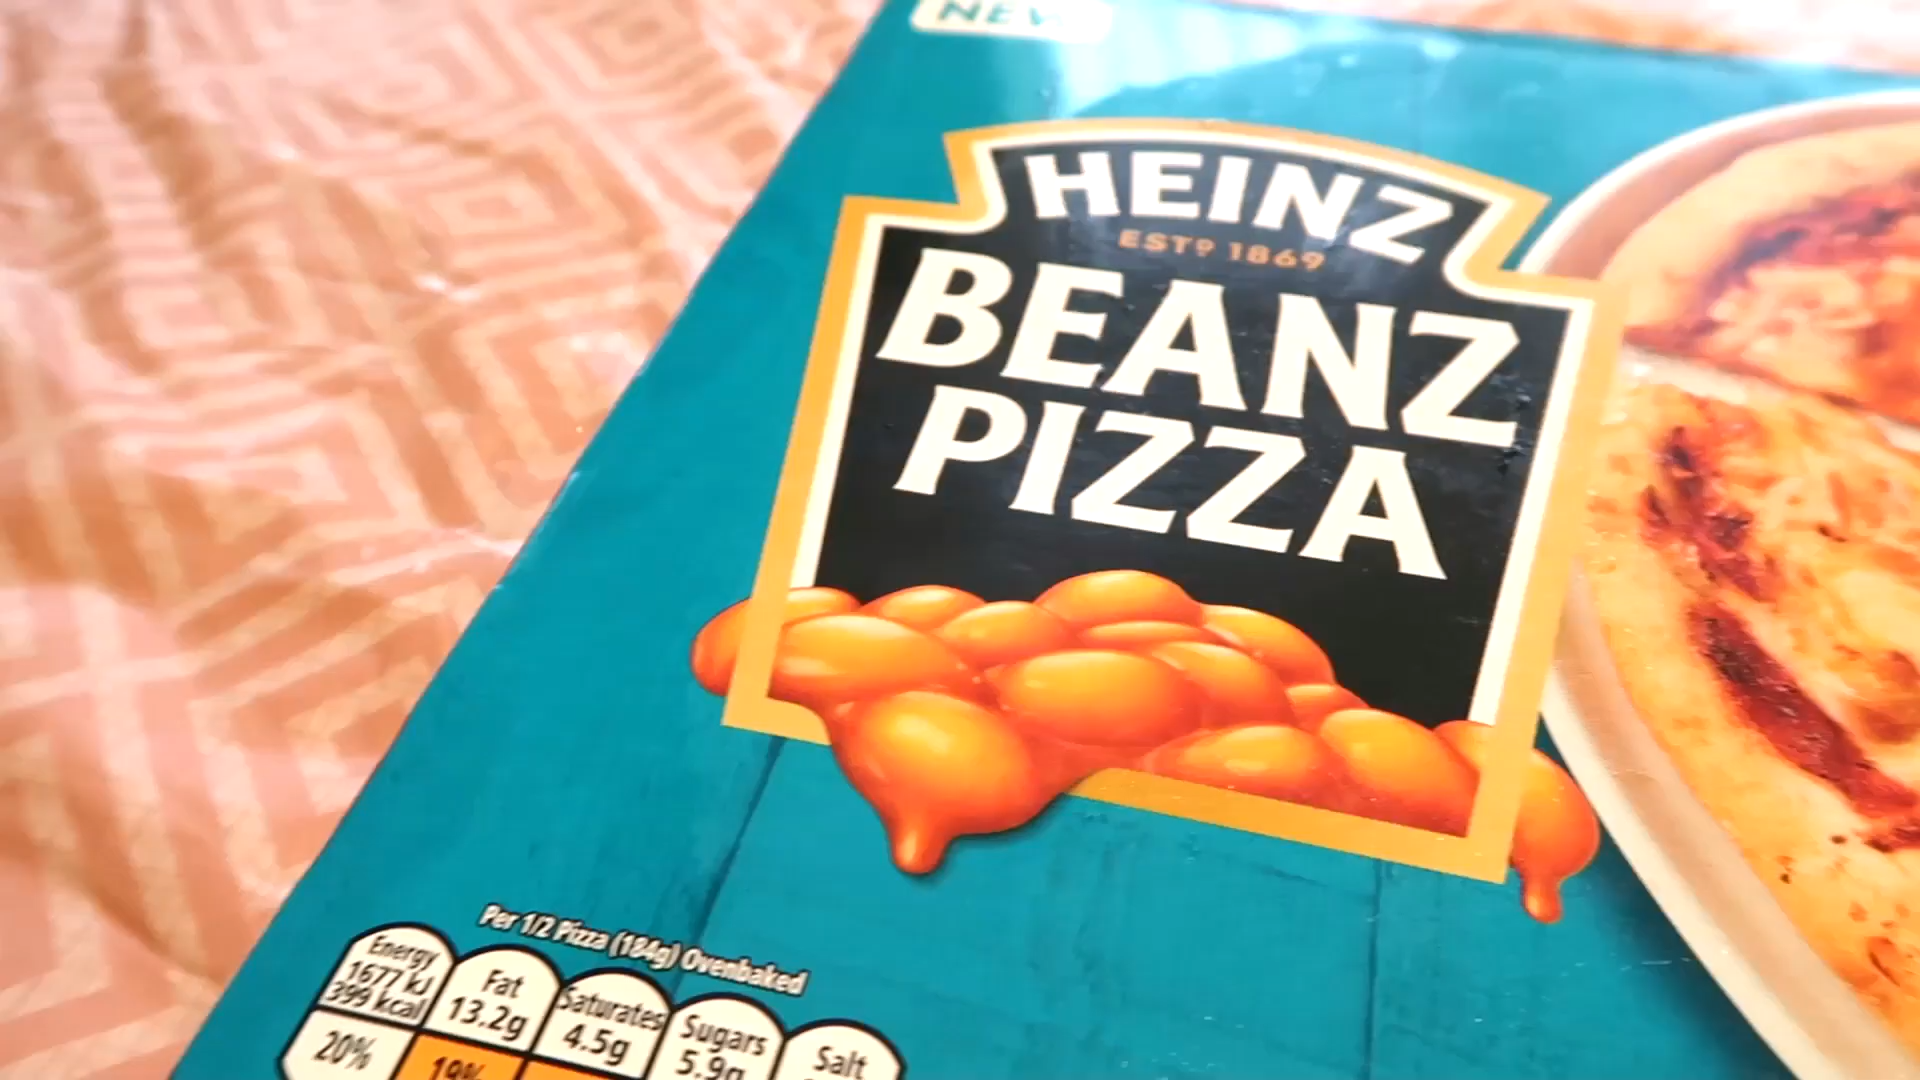 NEW
HEINZ
ESTD 1869
BEANZ
PIZZA
Per 1/2 Pizza (184g) Ovenbaked
Energy
1677 kJ
399 kcal
20%
Fat
13.2g
19%
Saturates
4.5g
Sugars
5.9g
Salt